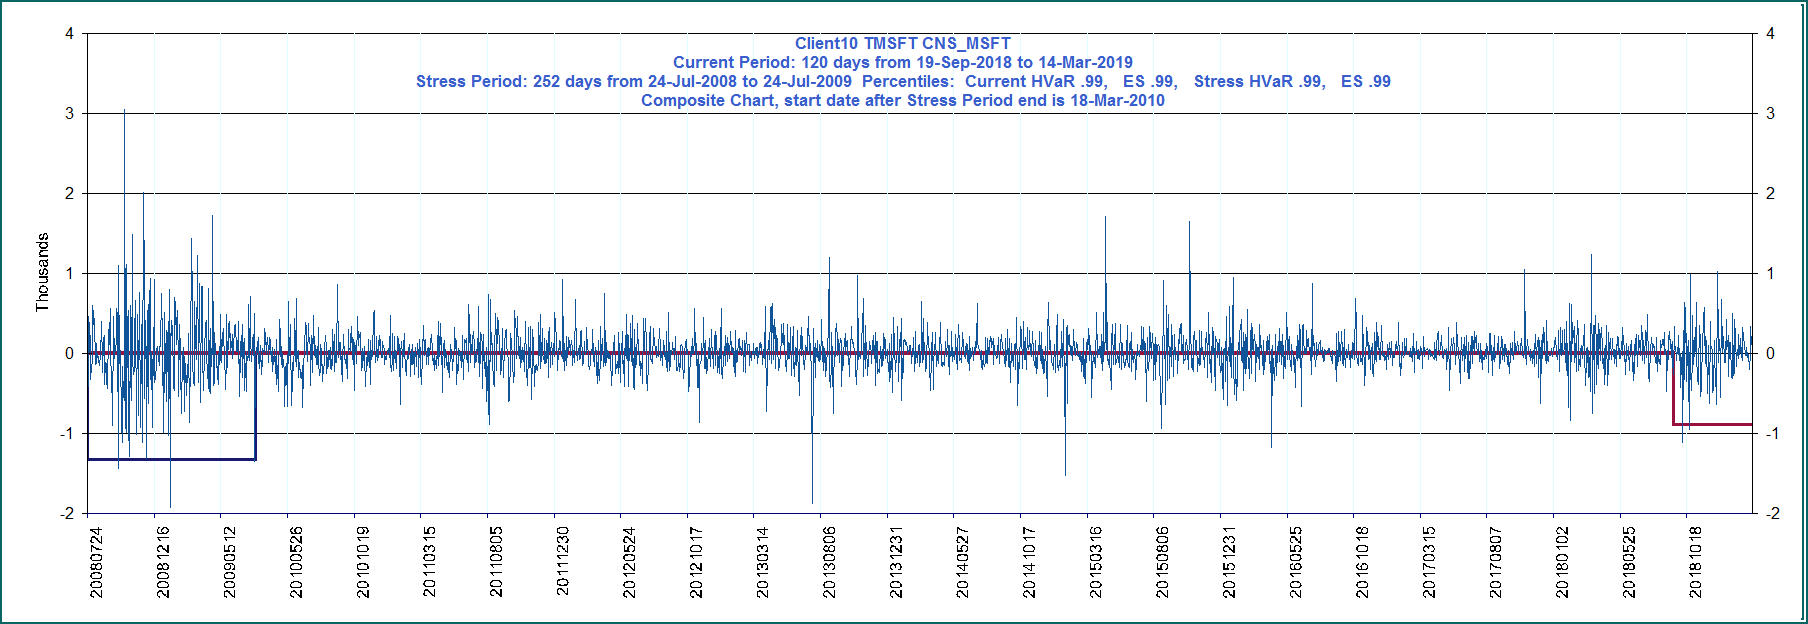 Client10 TMSFT CNS_MSFT
Current Period: 120 days from 19-Sep-2018 to 14-Mar-2019
Stress Period: 252 days from 24-Jul-2008 to 24-Jul-2009  Percentiles:  Current HVaR .99,   ES .99,   Stress HVaR .99,   ES .99
Composite Chart, start date after Stress Period end is 18-Mar-2010
4 4
3 3
2 2
Thousands
1 1
0 0
-1 -1
-2 -2
20080724 20081216 20090512 20100526 20101019 20110315 20110805 20111230 20120524 20121017 20130314 20130806 20131231 20140527 20141017 20150316 20150806 20151231 20160525 20161018 20170315 20170807 20180102 20180525 20181018